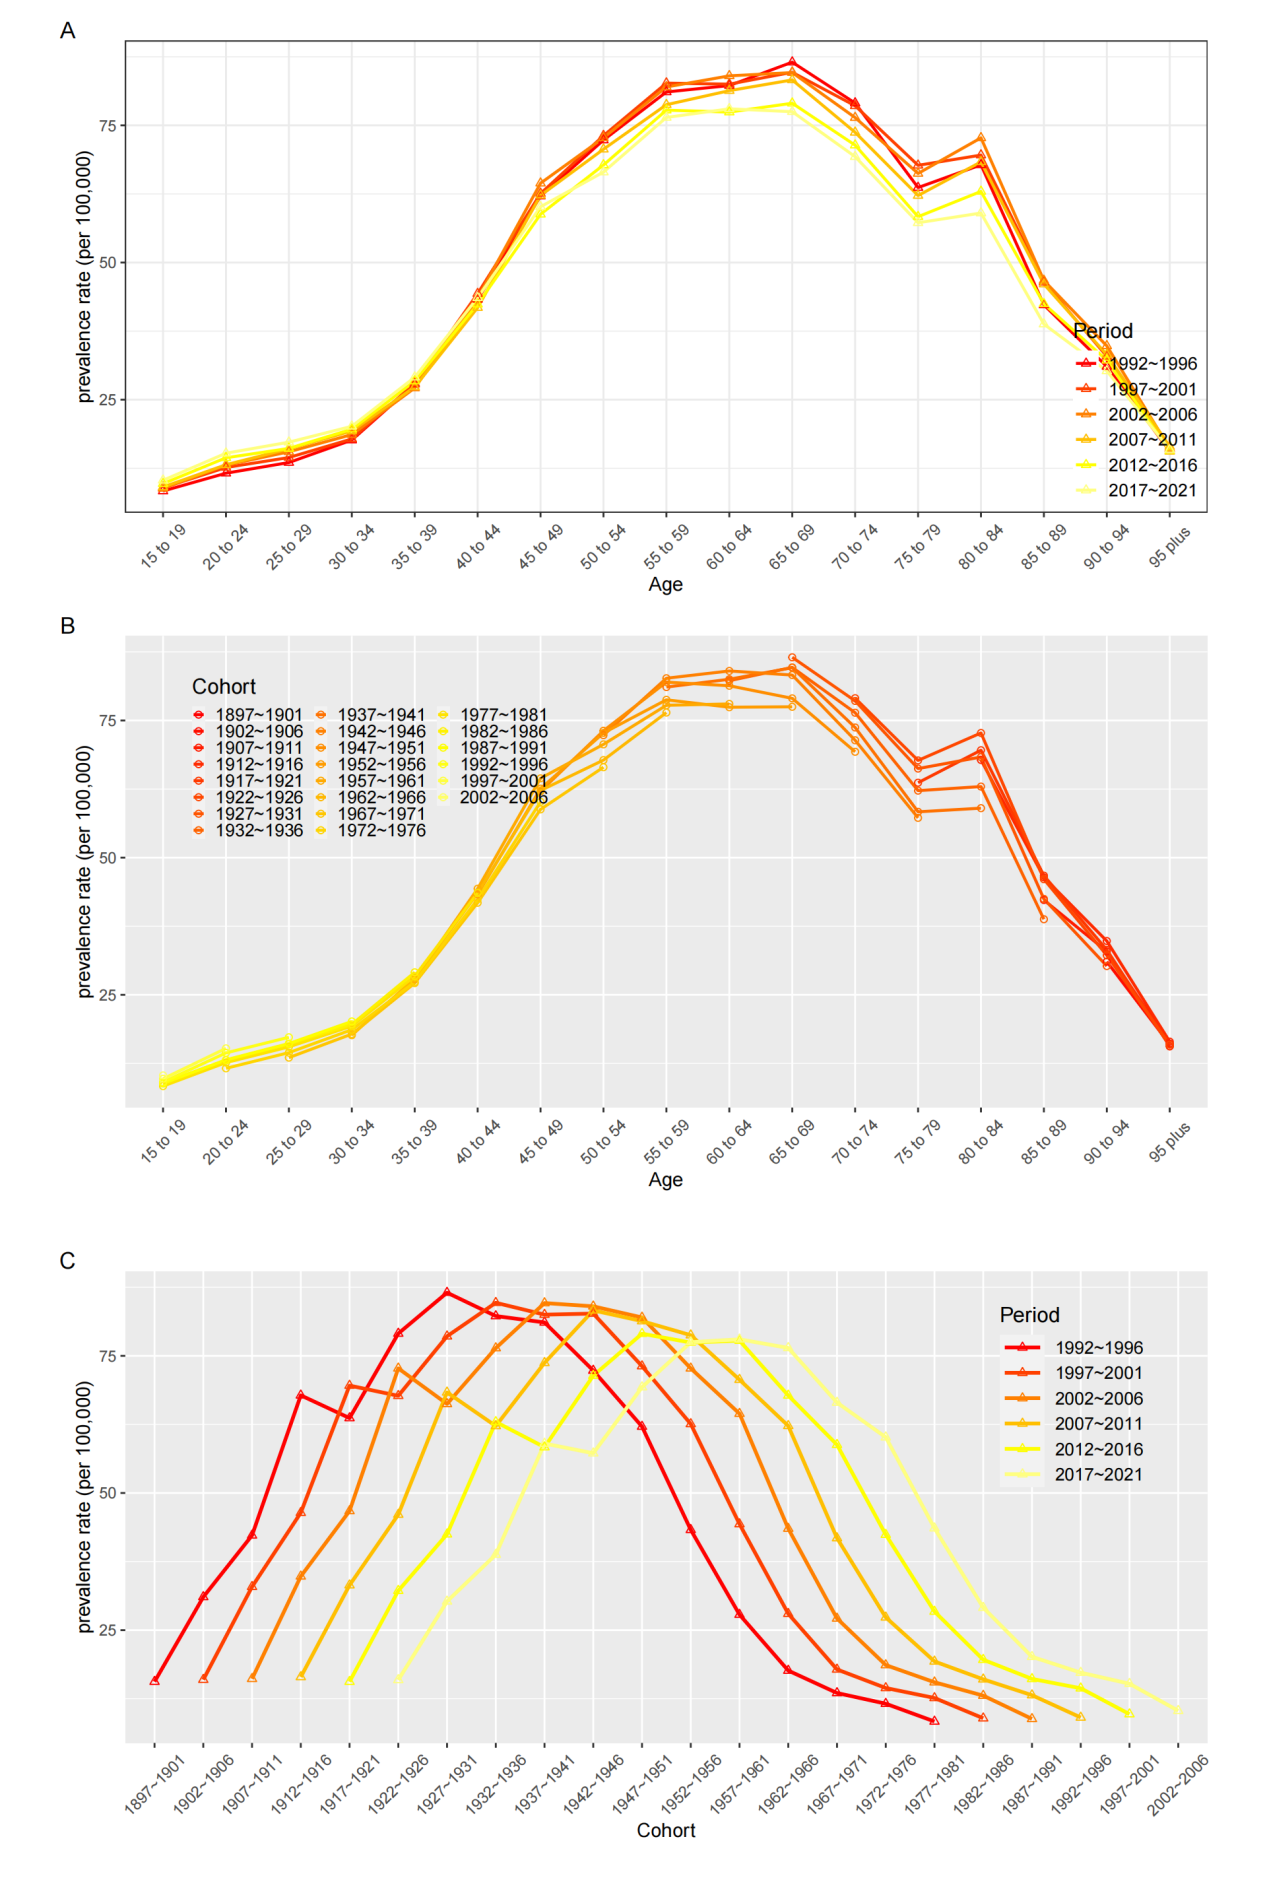 A
prevalence rate (per 100,000)
75
50
25
Period
1992~1996
1997~2001
2002~2006
2007~2011
2012~2016
2017~2021
15 to 19
20 to 24
25 to 29
30 to 34
35 to 39
40 to 44
45 to 49
50 to 54
55 to 59
60 to 64
65 to 69
70 to 74
75 to 79
80 to 84
85 to 89
90 to 94
95 plus
Age
B
prevalence rate (per 100,000)
75
50
25
Cohort
1897~1901 1937~1941 1977~1981
1902~1906 1942~1946 1982~1986
1907~1911 1947~1951 1987~1991
1912~1916 1952~1956 1992~1996
1917~1921 1957~1961 1997~2001
1922~1926 1962~1966 2002~2006
1927~1931 1967~1971
1932~1936 1972~1976
15 to 19
20 to 24
25 to 29
30 to 34
35 to 39
40 to 44
45 to 49
50 to 54
55 to 59
60 to 64
65 to 69
70 to 74
75 to 79
80 to 84
85 to 89
90 to 94
95 plus
Age
C
prevalence rate (per 100,000)
75
50
25
Period
1992~1996
1997~2001
2002~2006
2007~2011
2012~2016
2017~2021
1897~1901
1902~1906
1907~1911
1912~1916
1917~1921
1922~1926
1927~1931
1932~1936
1937~1941
1942~1946
1947~1951
1952~1956
1957~1961
1962~1966
1967~1971
1972~1976
1977~1981
1982~1986
1987~1991
1992~1996
1997~2001
2002~2006
Cohort